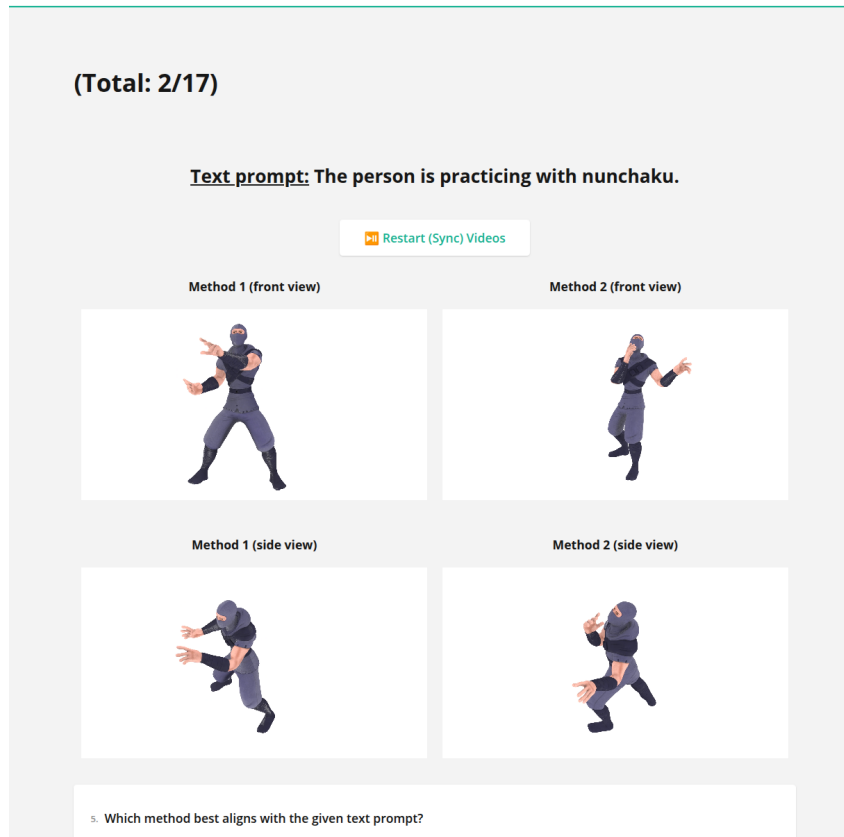 (Total: 2/17)
Text prompt: The person is practicing with nunchaku.
Restart (Sync) Videos
Method 1 (front view)
Method 2 (front view)
Method 1 (side view)
Method 2 (side view)
5. Which method best aligns with the given text prompt?